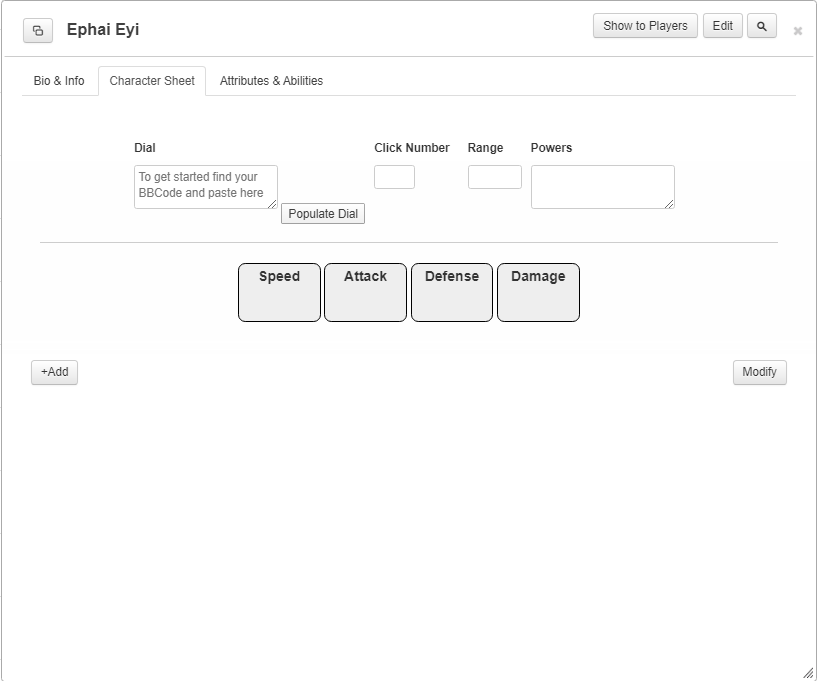 Ephai Eyi
Show to Players
Edit
Bio & Info
Character Sheet
Attributes & Abilities
Dial
Click Number
Range
Powers
To get started find your
BBCode and paste here
Populate Dial
Speed
Attack
Defense
Damage
+Add
Modify